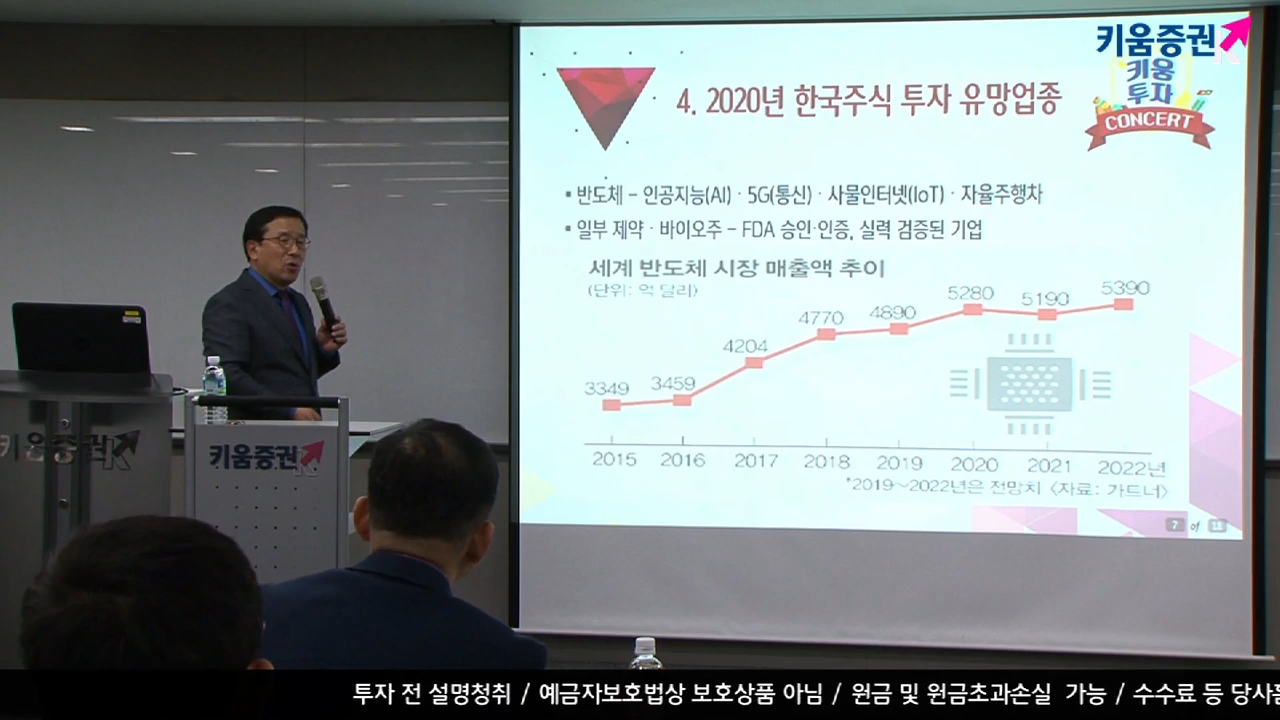 키움증권
키움
투자
CONCERT
4. 2020년 한국주식 투자 유망업종
▪ 반도체 – 인공지능(AI) · 5G(통신) · 사물인터넷(IoT) · 자율주행차
▪ 일부 제약 · 바이오주 – FDA 승인·인증, 실력 검증된 기업
세계 반도체 시장 매출액 추이
(단위: 억 달러)
3349 3459 4204 4770 4890 5280 5190 5390
2015 2016 2017 2018 2019 2020 2021 2022년
*2019~2022년은 전망치 〈자료: 가트너〉
7 of
키움증권
키움증권
투자 전 설명청취 / 예금자보호법상 보호상품 아님 / 원금 및 원금초과손실 가능 / 수수료 등 당사